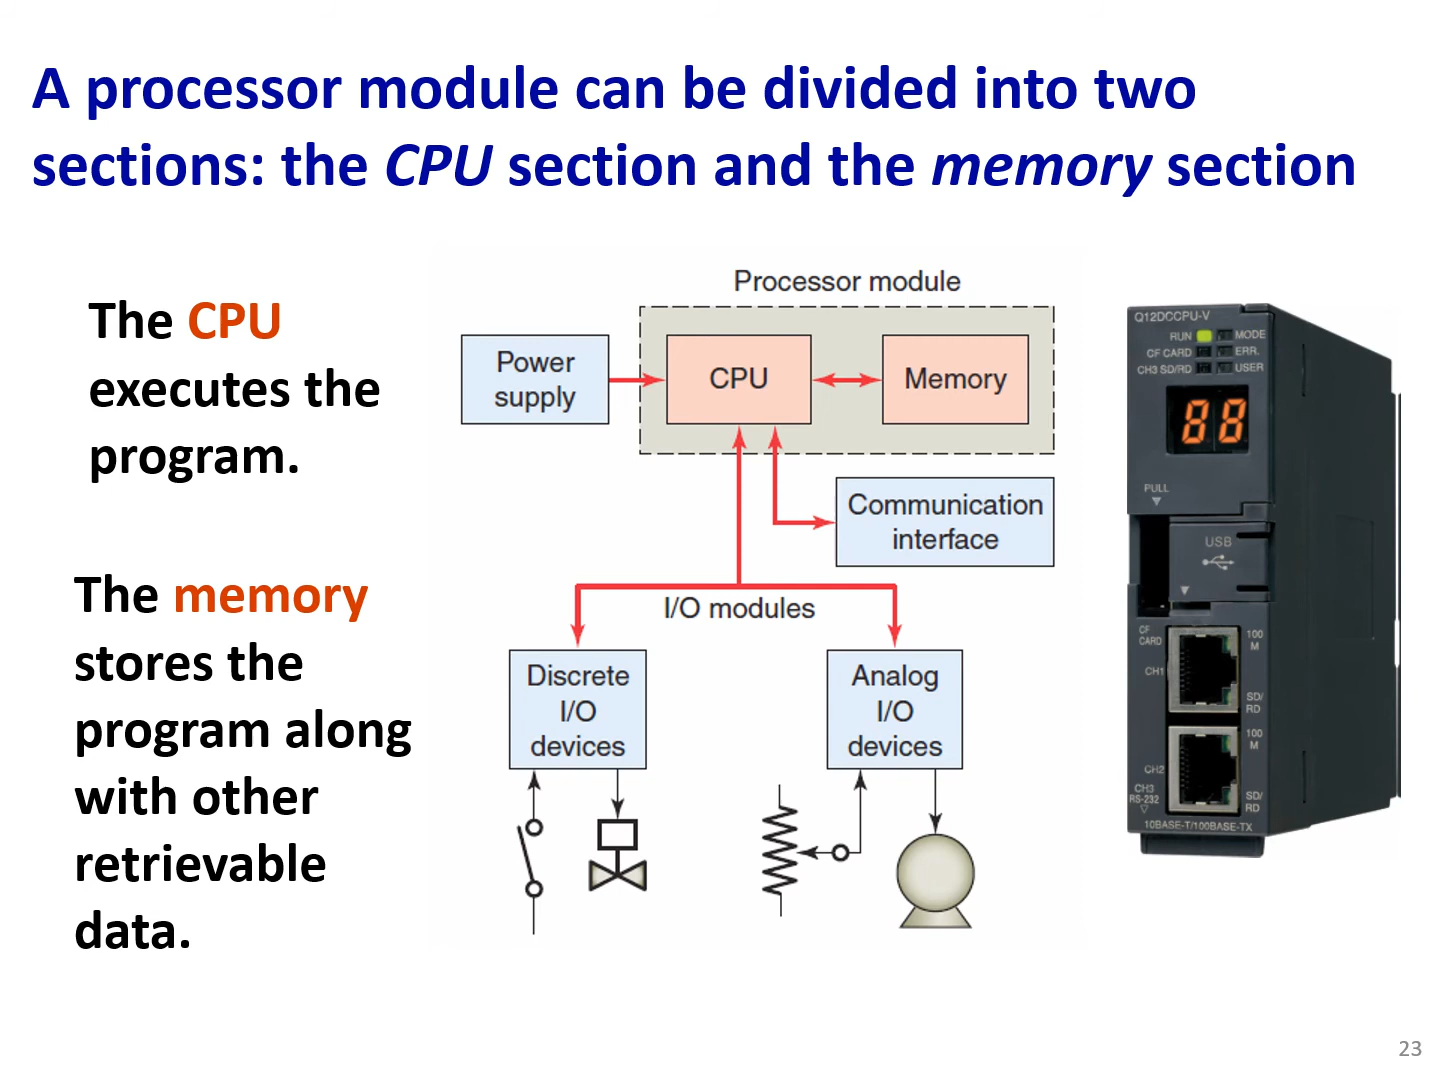 A processor module can be divided into two
sections: the CPU section and the memory section
The CPU
executes the
program.
The memory
stores the
program along
with other
retrievable
data.
Processor module
Power
supply
CPU
Memory
Communication
interface
I/O modules
Discrete
I/O
devices
Analog
I/O
devices
Q12DCCPU-V
RUN MODE
CF CARD ERR.
CH3 SD/RD USER
88
PULL
USB
CF
CARD
100
M
CH1
SD/
RD
100
M
CH2
CH3
RS-232
SD/
RD
10BASE-T/100BASE-TX
23